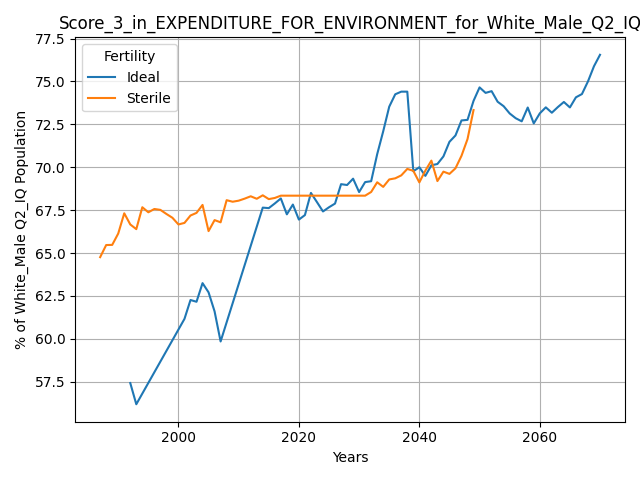 Score_3_in_EXPENDITURE_FOR_ENVIRONMENT_for_White_Male_Q2_IQ
Fertility
Ideal
Sterile
77.5
75.0
72.5
70.0
67.5
65.0
62.5
60.0
57.5
% of White_Male Q2_IQ Population
2000
2020
2040
2060
Years